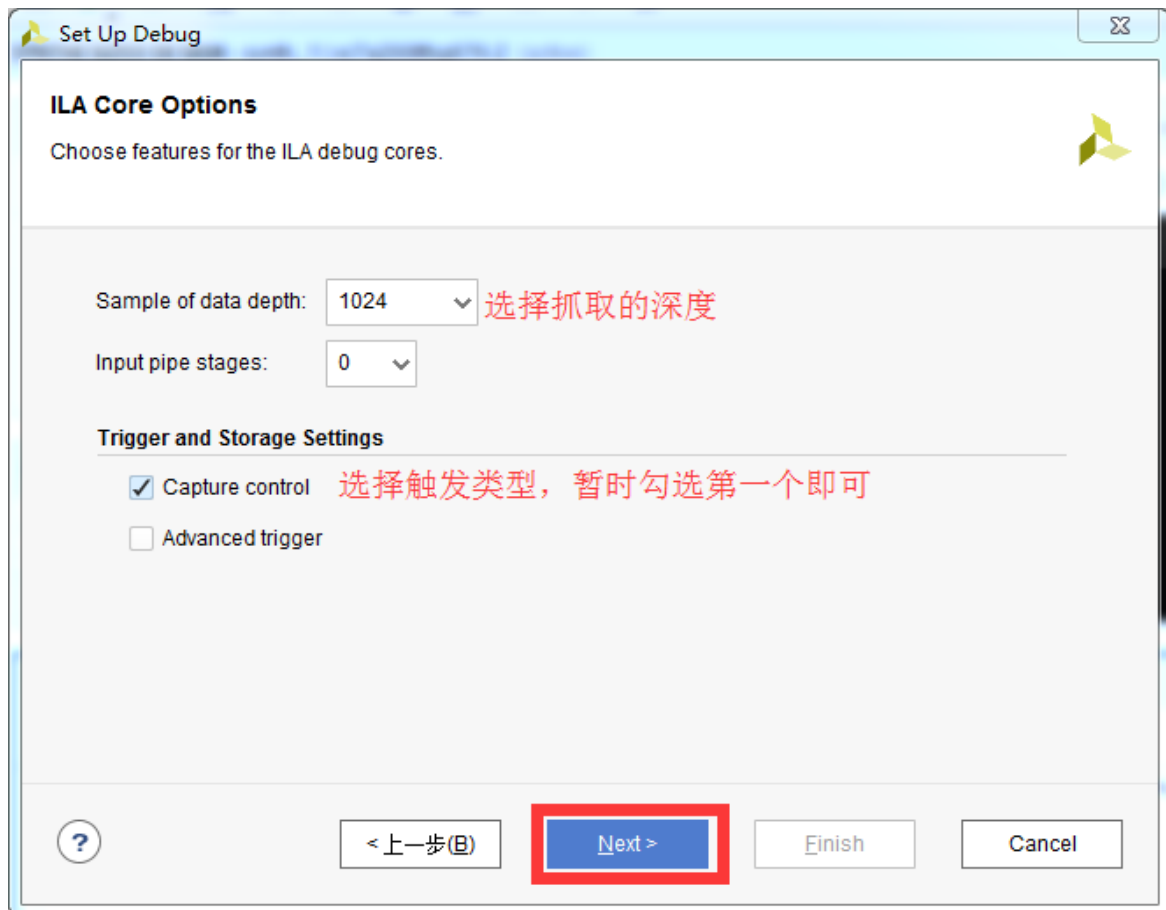 Set Up Debug
ILA Core Options
Choose features for the ILA debug cores.
Sample of data depth: 1024 选择抓取的深度
Input pipe stages: 0
Trigger and Storage Settings
Capture control 选择触发类型，暂时勾选第一个即可
Advanced trigger
? <上一步(B) Next > Finish Cancel